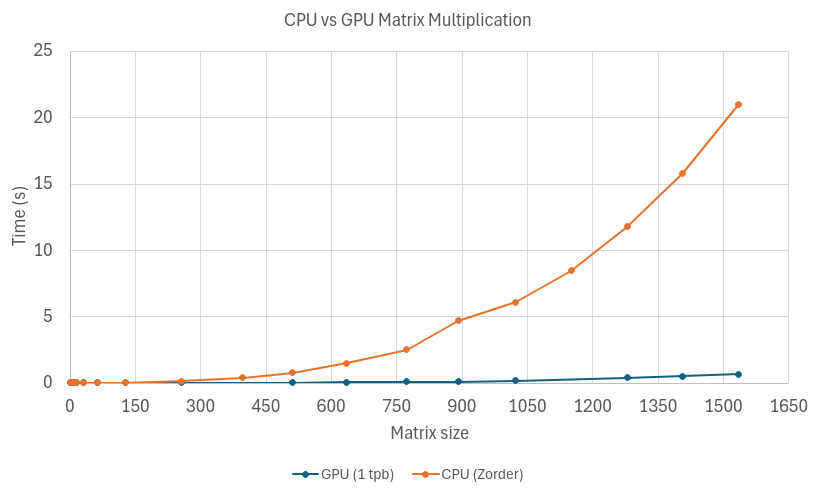 CPU vs GPU Matrix Multiplication
25
20
15
10
5
0
Time (s)
0 150 300 450 600 750 900 1050 1200 1350 1500 1650
Matrix size
GPU (1 tpb) CPU (Zorder)